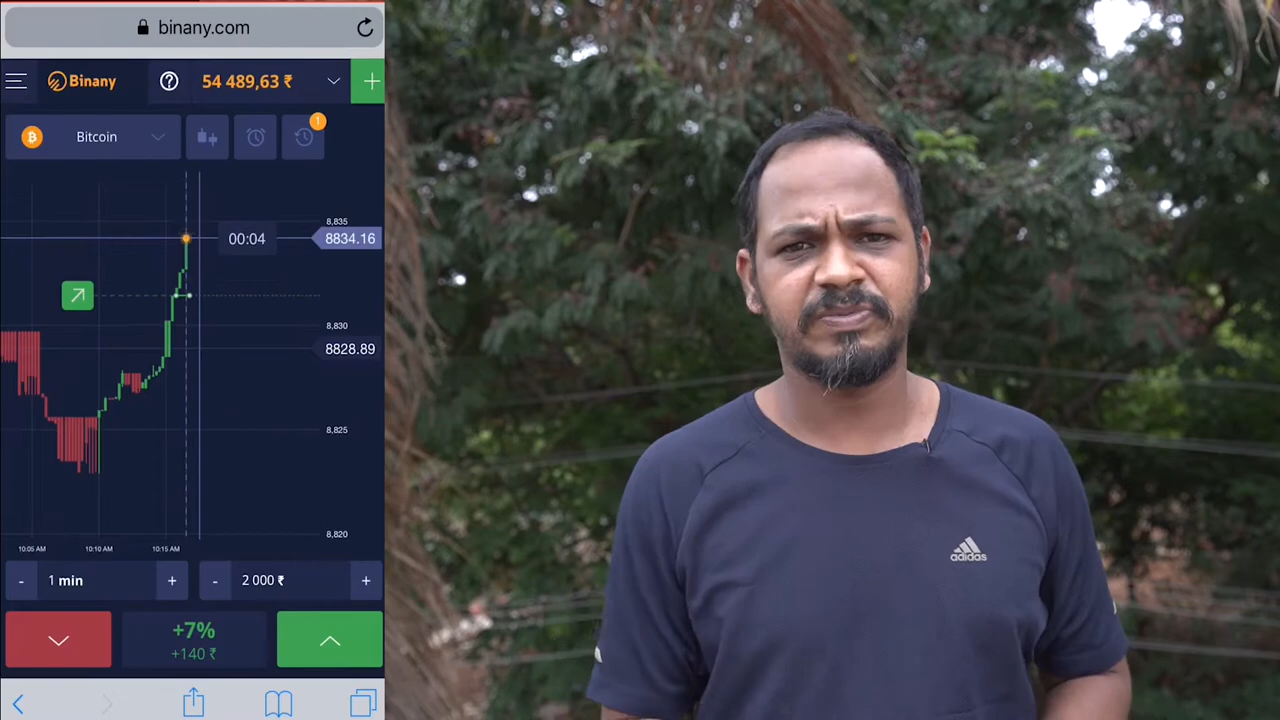 binany.com
Binany
54 489,63 ₹
1
Bitcoin
8,835
00:04
8834.16
8,830
8828.89
8,825
8,820
10:05 AM 10:10 AM 10:15 AM
- 1 min + - 2 000 ₹ +
+7%
+140 ₹
adidas